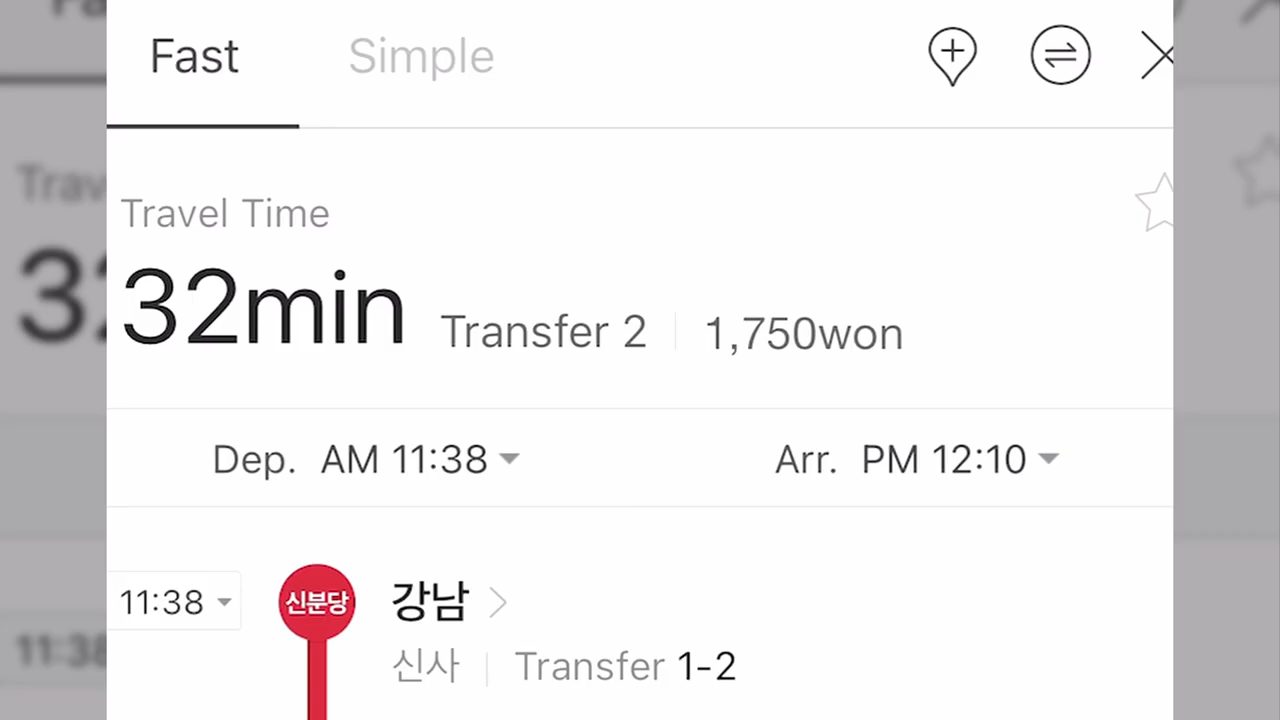 Fast Simple
Travel Time
32min Transfer 2 1,750won
Dep. AM 11:38 Arr. PM 12:10
11:38 신분당 강남
신사 Transfer 1-2